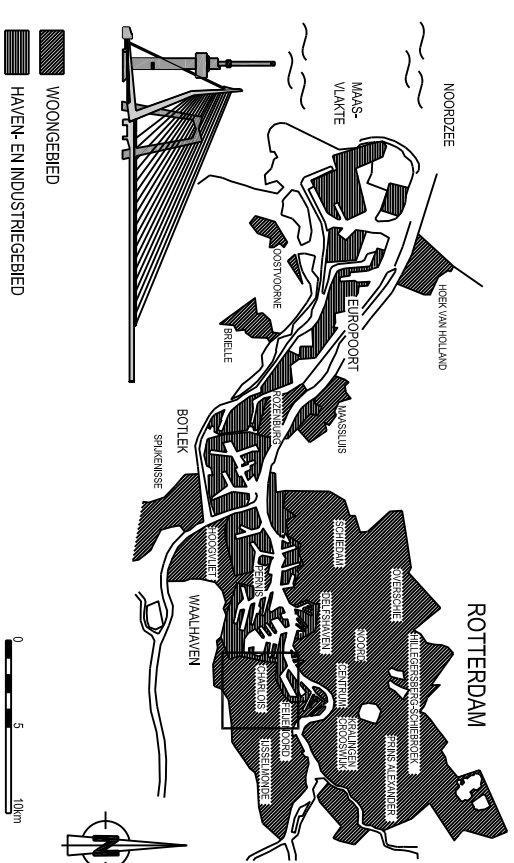 NOORDZEE
MAAS-
VLAKTE
HOEK VAN HOLLAND
OOSTVOORNE
EUROPOORT
BRIELLE
MAASSLUIS
ROZENBURG
BOTLEK
SPIJKENISSE
ROTTERDAM
HILLEGERSBERG-SCHIEBROEK
OVERSCHIE
SCHIEDAM
PRINS ALEXANDER
NOORD
DELFSHAVEN
CENTRUM
KRALINGEN
CROOSWIJK
HOOGVLIET
PERNIS
WAALHAVEN
CHARLOIS
FEIJENOORD
IJSSELMONDE
WOONGEBIED
HAVEN- EN INDUSTRIEGEBIED
0 5 10km
N